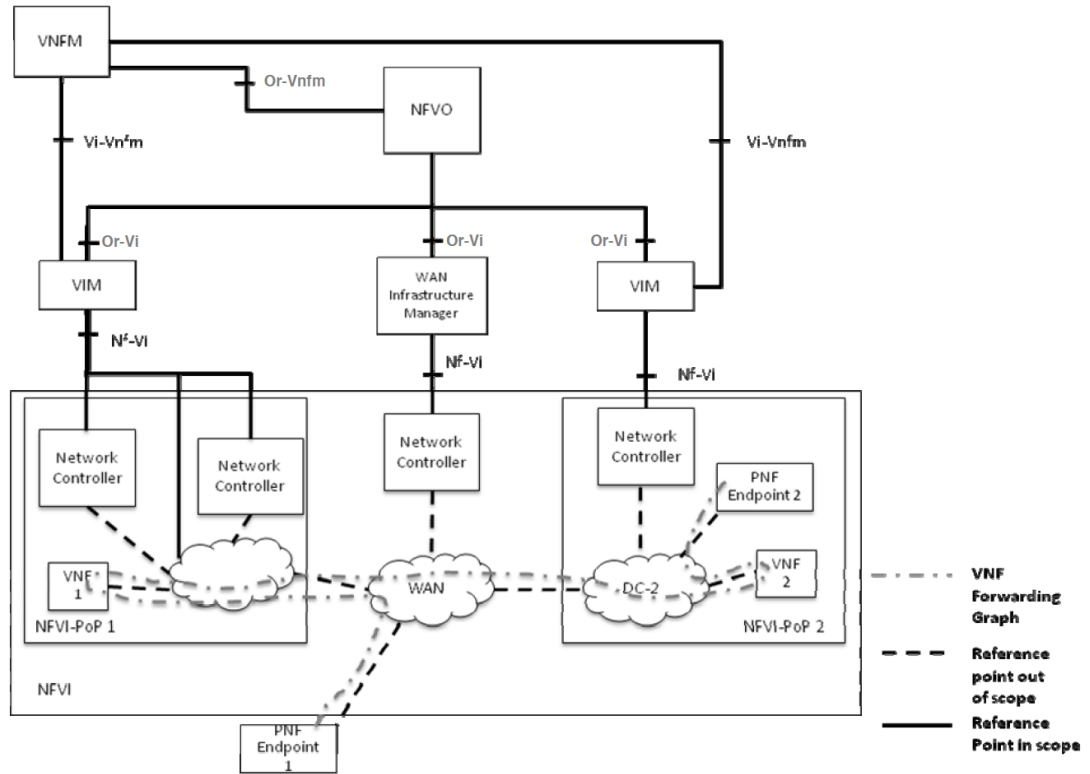 VNFM
Or-Vnfm
NFVO
Vi-Vnfm
Vi-Vnfm
Or-Vi
Or-Vi
Or-Vi
VIM
WAN
Infrastructure
Manager
VIM
Nf-Vi
Nf-Vi
Nf-Vi
Network
Controller
Network
Controller
Network
Controller
Network
Controller
PNF
Endpoint 2
VNF
1
WAN
DC-2
VNF
2
NFVI-PoP 1
NFVI-PoP 2
NFVI
PNF
Endpoint
1
VNF
Forwarding
Graph
Reference
point out
of scope
Reference
Point in scope